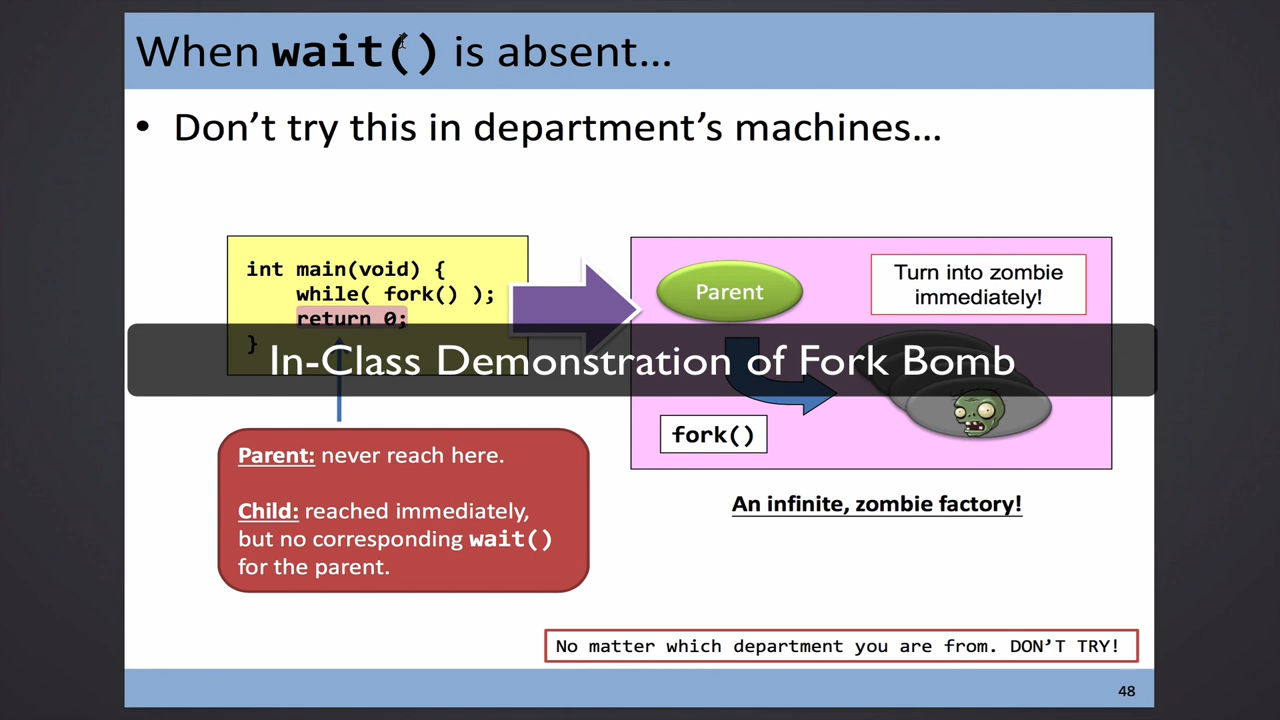 When wait() is absent…
• Don’t try this in department’s machines…
int main(void) {
while( fork() );
return 0;
}
Parent
Turn into zombie
immediately!
In-Class Demonstration of Fork Bomb
fork()
Parent: never reach here.
Child: reached immediately,
but no corresponding wait()
for the parent.
An infinite, zombie factory!
No matter which department you are from. DON’T TRY!
48